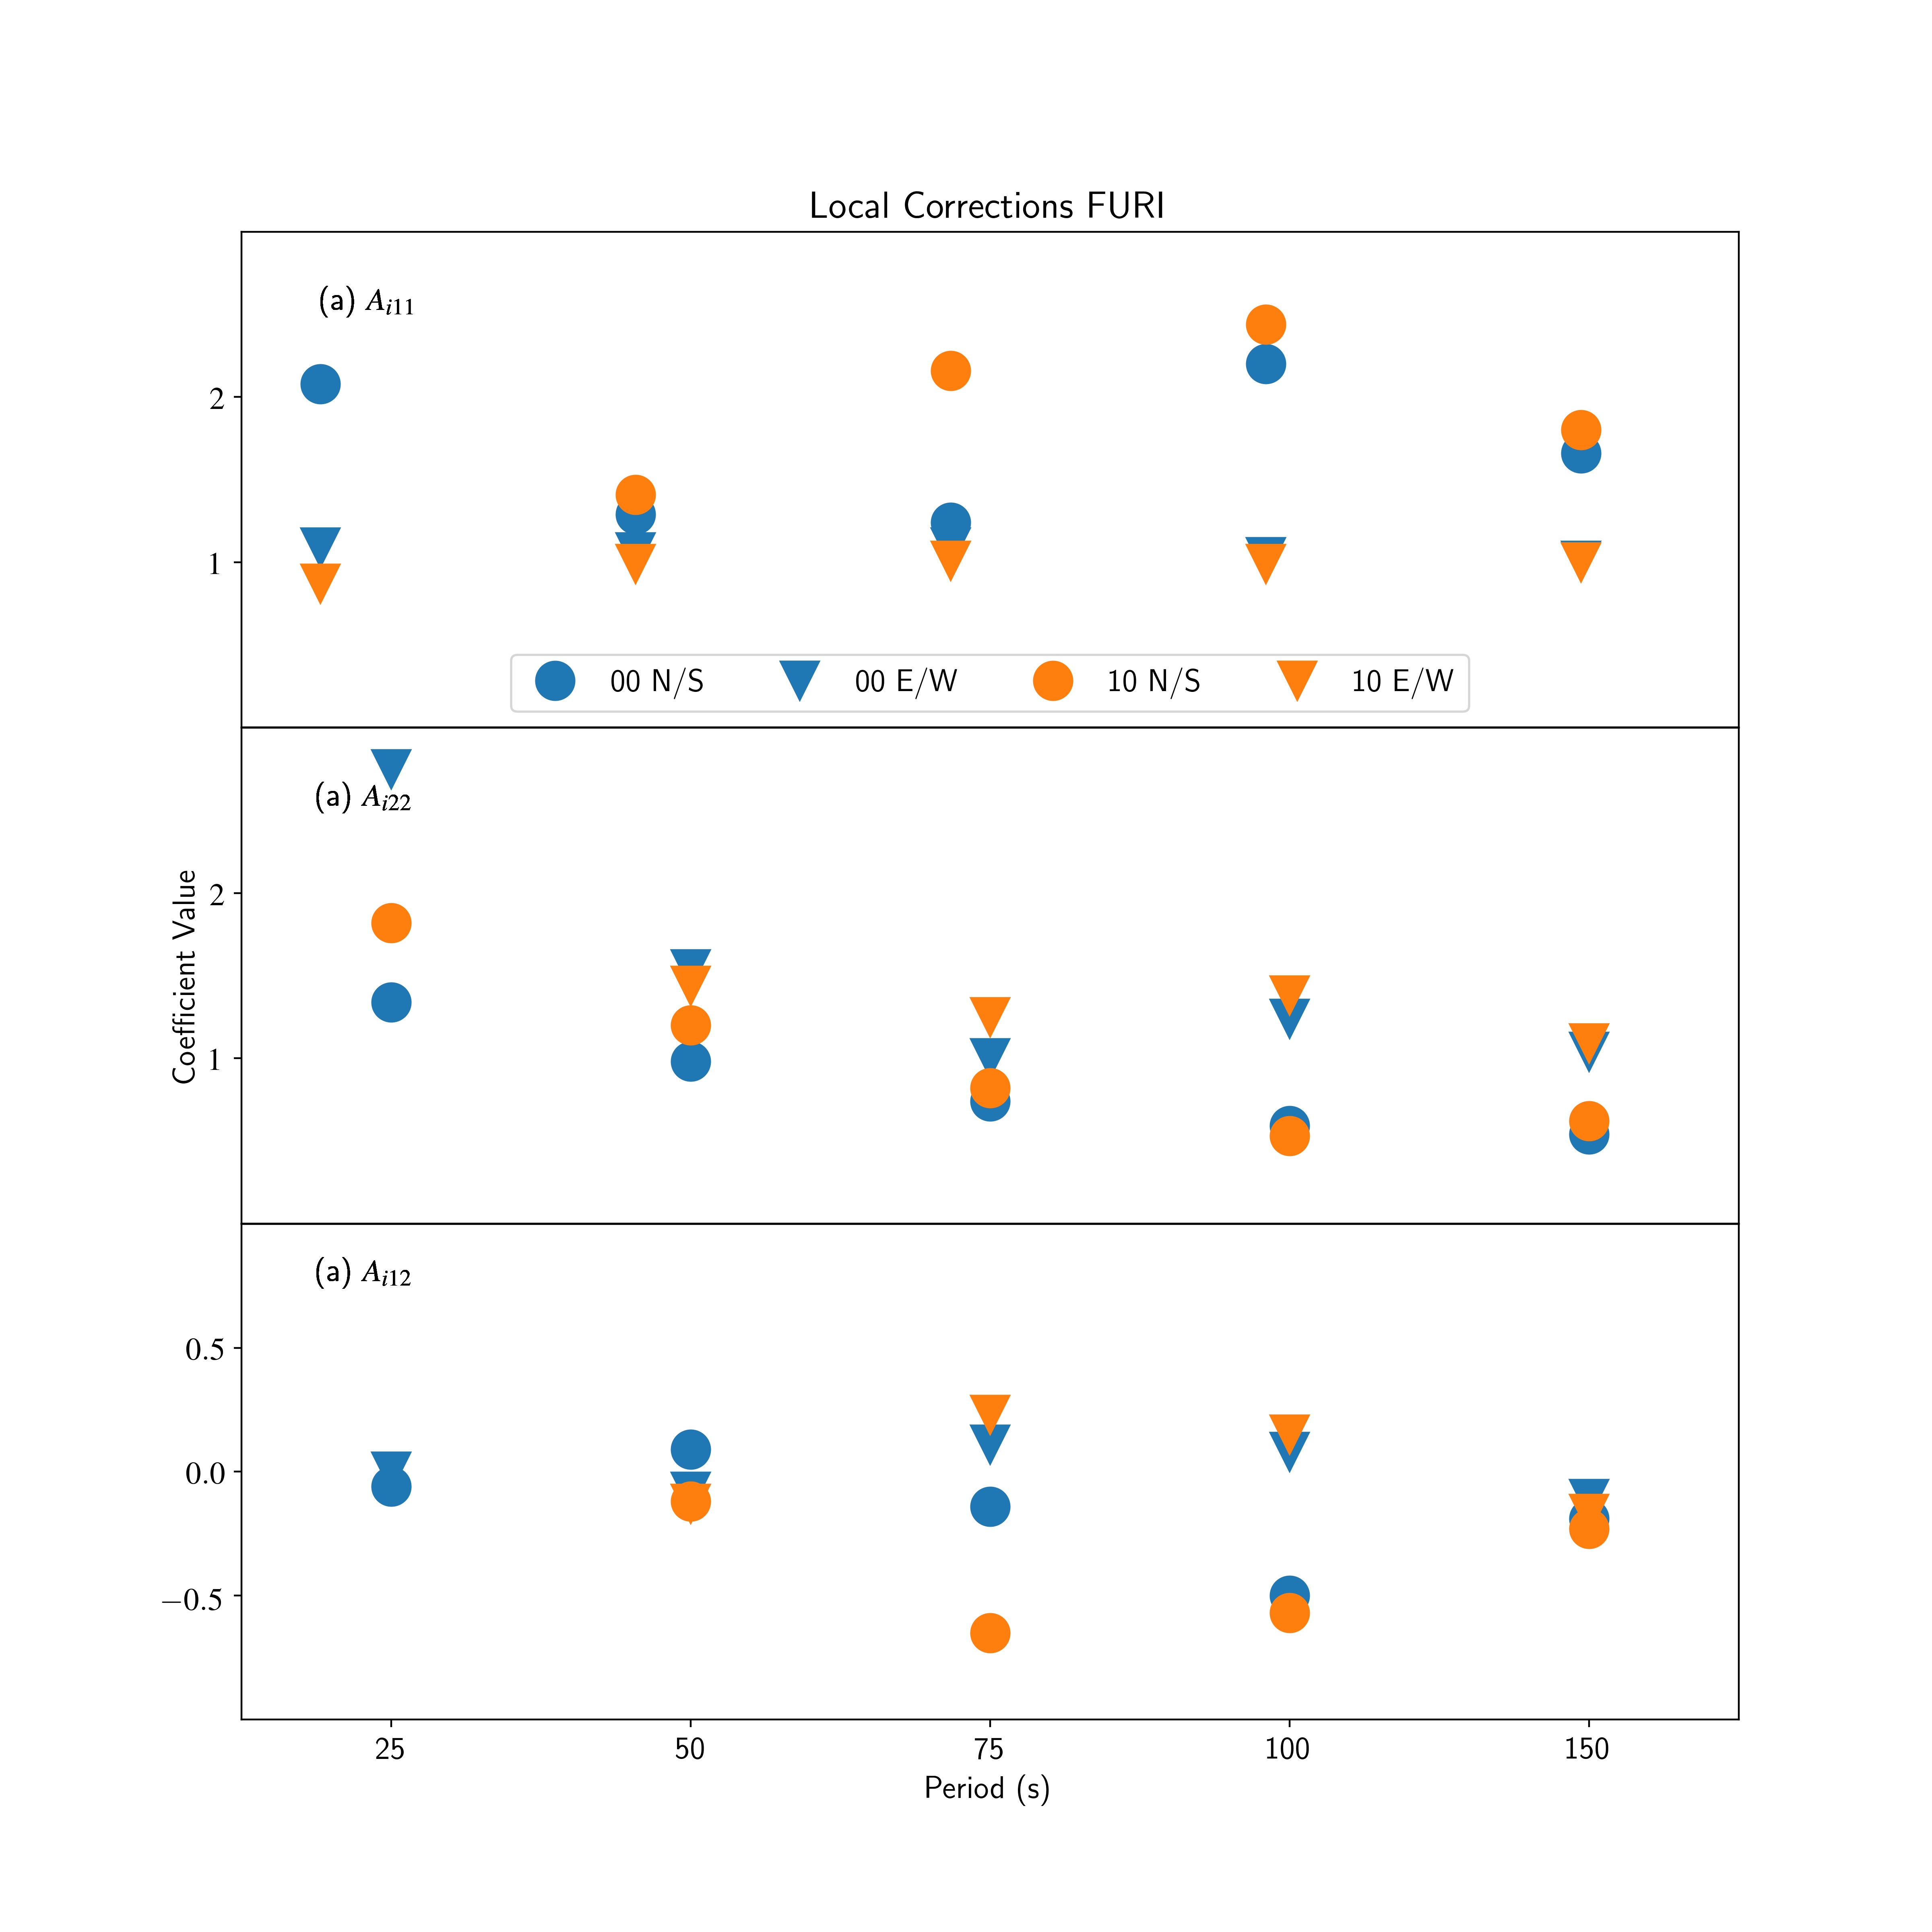 Local Corrections FURI
(a) A_{i11}
2
1
00 N/S 00 E/W 10 N/S 10 E/W
(a) A_{i22}
2
1
Coefficient Value
(a) A_{i12}
0.5
0.0
−0.5
25 50 75 100 150
Period (s)